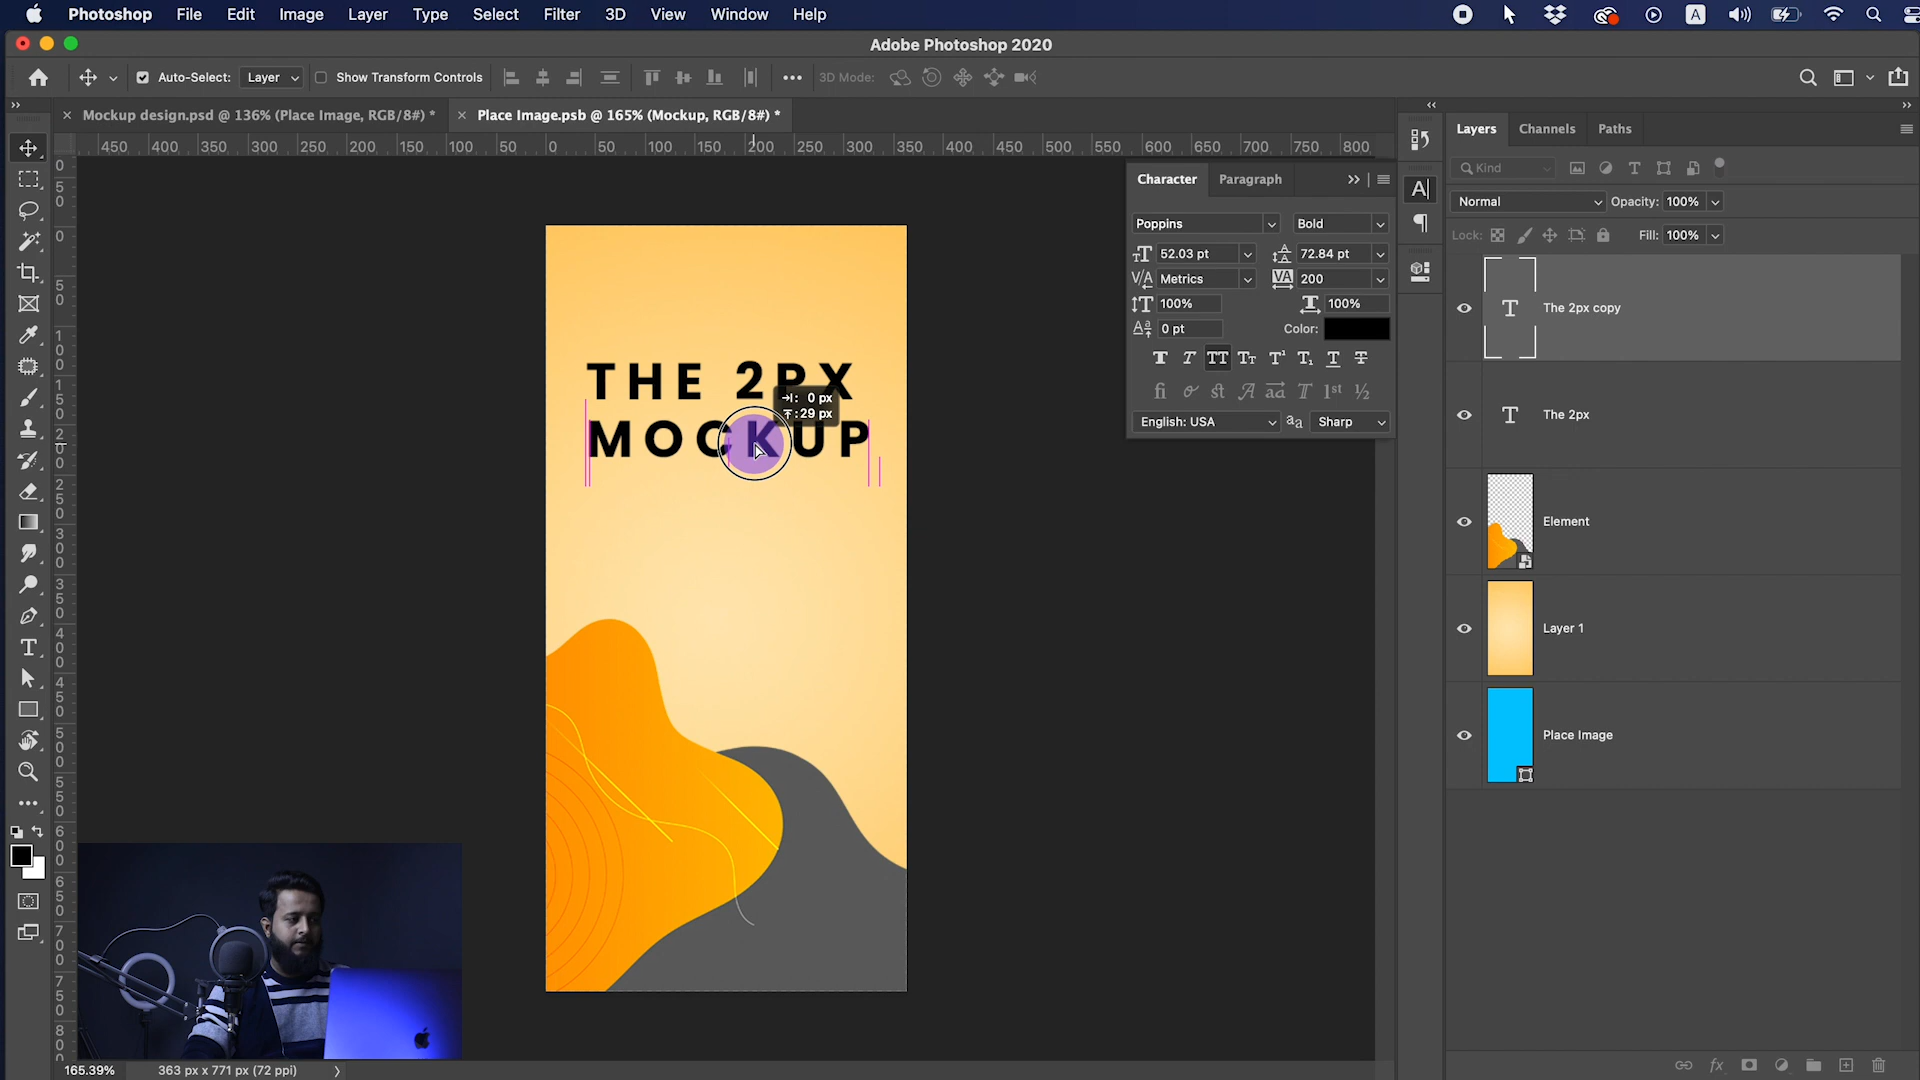 Photoshop File Edit Image Layer Type Select Filter 3D View Window Help A
Adobe Photoshop 2020
Auto-Select: Layer Show Transform Controls 3D Mode:
Mockup design.psd @ 136% (Place Image, RGB/8#) * Place Image.psb @ 165% (Mockup, RGB/8#) *
450 400 350 300 250 200 150 100 50 0 50 100 150 200 250 300 350 400 450 500 550 600 650 700 750 800
Character Paragraph
Poppins Bold
52.03 pt 72.84 pt
Metrics 200
100% 100%
0 pt Color:
English: USA Sharp
Layers Channels Paths
Kind
Normal Opacity: 100%
Lock: Fill: 100%
The 2px copy
The 2px
Element
Layer 1
Place Image
THE 2PX
MOCKUP
0 px
29 px
165.39% 363 px x 771 px (72 ppi)